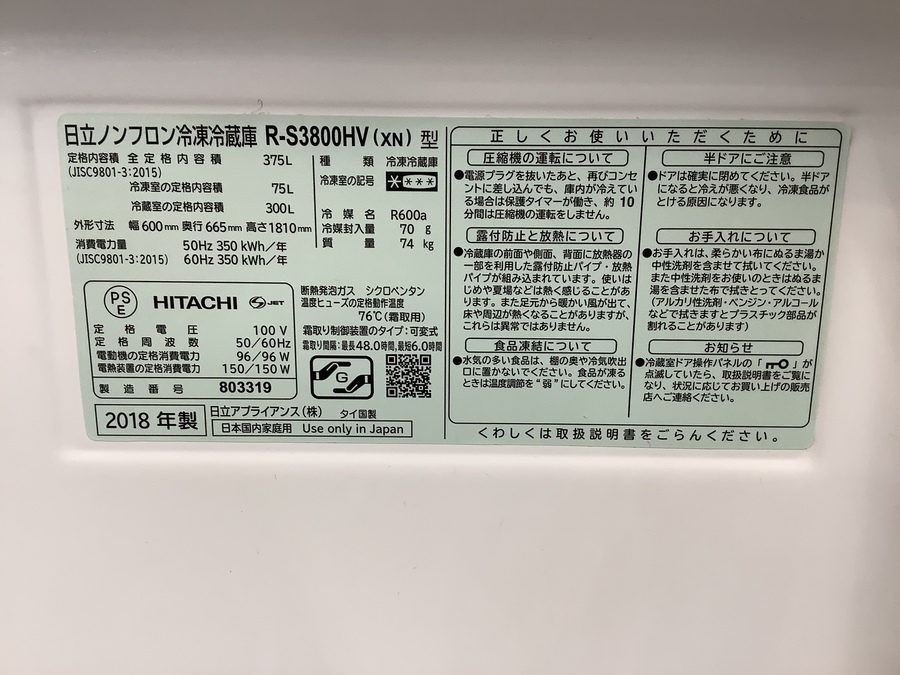 日立ノンフロン冷凍冷蔵庫 R-S3800HV (XN) 型
定格内容積 全定格内容積 375L
(JISC9801-3:2015)
冷凍室の定格内容積 75L
冷蔵室の定格内容積 300L
外形寸法 幅600mm 奥行665mm 高さ1810mm
消費電力量 50Hz 350 kWh/年
(JISC9801-3:2015) 60Hz 350 kWh/年
種類 冷凍冷蔵庫
冷凍室の記号 ****
冷媒名 R600a
冷媒封入量 70 g
質量 74 kg
PS
E
HITACHI S JET
定格電圧 100 V
定格周波数 50/60Hz
電動機の定格消費電力 96/96 W
電熱装置の定格消費電力 150/150 W
製造番号 803319
断熱発泡ガス シクロペンタン
温度ヒューズの定格動作温度
76℃(霜取用)
霜取り制御装置のタイプ:可変式
霜取り間隔:最長48.0時間,最短6.0時間
G
2018 年製
日立アプライアンス(株) タイ国製
日本国内家庭用 Use only in Japan
正しくお使いいただくために
圧縮機の運転について
●電源プラグを抜いたあと、再びコンセ
ントに差し込んでも、庫内が冷えてい
る場合は保護タイマーが働き、約10
分間は圧縮機の運転をしません。
露付防止と放熱について
●冷蔵庫の前面や側面、背面に放熱器の
一部を利用した露付防止パイプ・放熱
パイプが組み込まれています。使いは
じめや夏場などは熱く感じることがあ
ります。また足元から暖かい風が出て、
床や周辺が熱くなることがありますが、
これらは異常ではありません。
食品凍結について
●水気の多い食品は、棚の奥や冷気吹出
口に置かないでください。食品が凍る
ときは温度調節を“弱”にしてください。
半ドアにご注意
●ドアは確実に閉めてください。半ドア
になると冷えが悪くなり、冷凍食品が
とける原因になります。
お手入れについて
●お手入れは、柔らかい布にぬるま湯か
中性洗剤を含ませて拭いてください。
また中性洗剤をお使いのときはぬるま
湯を含ませた布で拭きとってください。
(アルカリ性洗剤・ベンジン・アルコール
などで拭きますとプラスチック部品が
割れることがあります)
お知らせ
●冷蔵室ドア操作パネルの「 」が
点滅していたら、取扱説明書をご覧に
なり、状況に応じてお買い上げの販売
店へご連絡ください。
くわしくは取扱説明書をごらんください。